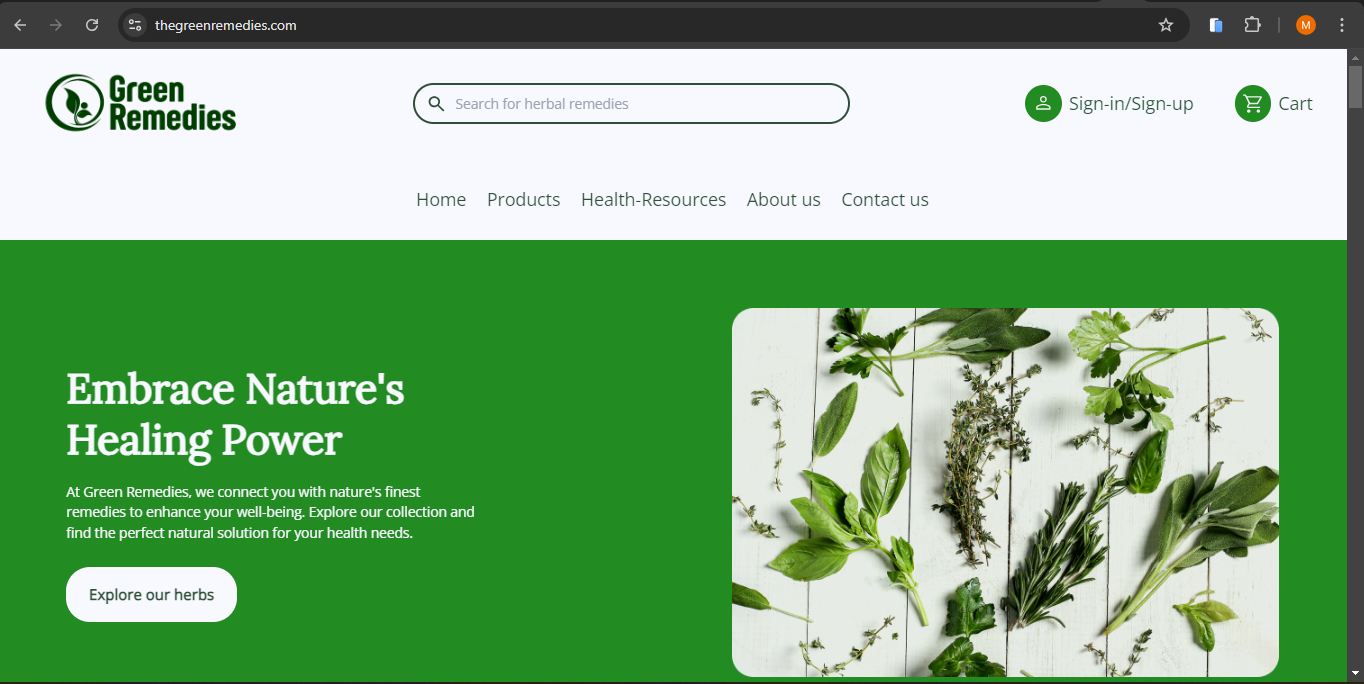 thegreenremedies.com
M
Green
Remedies
Search for herbal remedies
Sign-in/Sign-up
Cart
Home Products Health-Resources About us Contact us
Embrace Nature's
Healing Power
At Green Remedies, we connect you with nature's finest
remedies to enhance your well-being. Explore our collection and
find the perfect natural solution for your health needs.
Explore our herbs